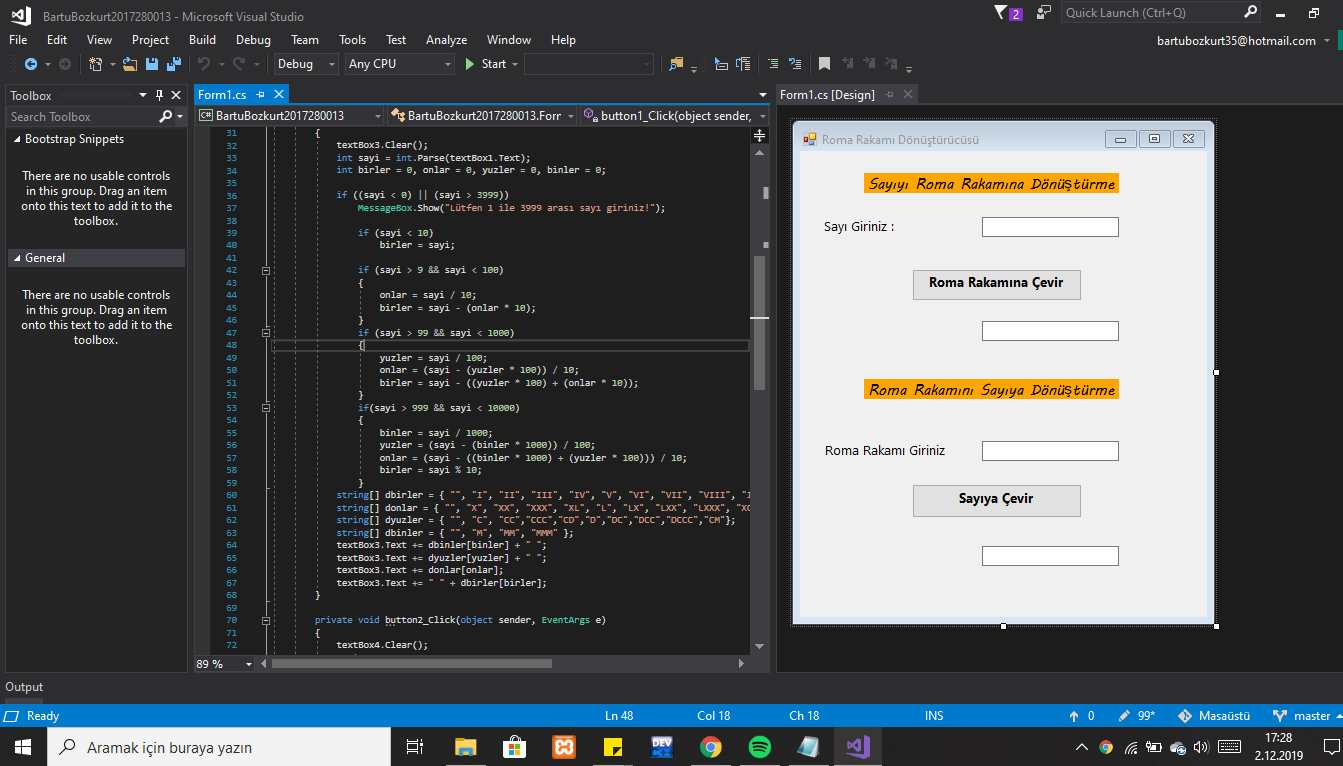 BartuBozkurt2017280013 - Microsoft Visual Studio
2
Quick Launch (Ctrl+Q)
File Edit View Project Build Debug Team Tools Test Analyze Window Help
bartubozkurt35@hotmail.com
Debug Any CPU Start
Toolbox
Search Toolbox
Bootstrap Snippets
There are no usable controls
in this group. Drag an item
onto this text to add it to the
toolbox.
General
There are no usable controls
in this group. Drag an item
onto this text to add it to the
toolbox.
Form1.cs
BartuBozkurt2017280013 BartuBozkurt2017280013.Forr button1_Click(object sender,
31 {
32 textBox3.Clear();
33 int sayi = int.Parse(textBox1.Text);
34 int birler = 0, onlar = 0, yuzler = 0, binler = 0;
35
36 if ((sayi < 0) || (sayi > 3999))
37 MessageBox.Show("Lütfen 1 ile 3999 arası sayı giriniz!");
38
39 if (sayi < 10)
40 birler = sayi;
41
42 if (sayi > 9 && sayi < 100)
43 {
44 onlar = sayi / 10;
45 birler = sayi - (onlar * 10);
46 }
47 if (sayi > 99 && sayi < 1000)
48 {
49 yuzler = sayi / 100;
50 onlar = (sayi - (yuzler * 100)) / 10;
51 birler = sayi - ((yuzler * 100) + (onlar * 10));
52 }
53 if(sayi > 999 && sayi < 10000)
54 {
55 binler = sayi / 1000;
56 yuzler = (sayi - (binler * 1000)) / 100;
57 onlar = (sayi - ((binler * 1000) + (yuzler * 100))) / 10;
58 birler = sayi % 10;
59 }
60 string[] dbirler = { "", "I", "II", "III", "IV", "V", "VI", "VII", "VIII",
61 string[] donlar = { "", "X", "XX", "XXX", "XL", "L", "LX", "LXX", "LXXX",
62 string[] dyuzler = { "", "C", "CC","CCC","CD","D","DC","DCC","DCCC","CM"};
63 string[] dbinler = { "", "M", "MM", "MMM" };
64 textBox3.Text += dbinler[binler] + " ";
65 textBox3.Text += dyuzler[yuzler] + " ";
66 textBox3.Text += donlar[onlar];
67 textBox3.Text += " " + dbirler[birler];
68 }
69
70 private void button2_Click(object sender, EventArgs e)
71 {
72 textBox4.Clear();
89 %
Form1.cs [Design]
Roma Rakamı Dönüştürücüsü
Sayıyı Roma Rakamına Dönüştürme
Sayı Giriniz :
Roma Rakamına Çevir
Roma Rakamını Sayıya Dönüştürme
Roma Rakamı Giriniz
Sayıya Çevir
Output
Ready Ln 48 Col 18 Ch 18 INS 0 99* Masaüstü master
Aramak için buraya yazın
DEV
17:28
2.12.2019